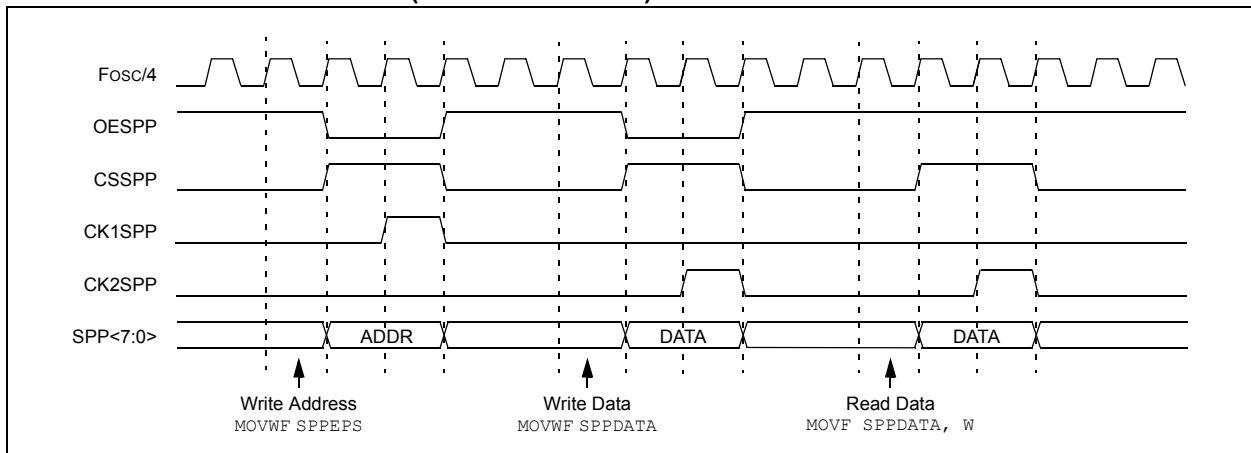 Fosc/4
OESPP
CSSPP
CK1SPP
CK2SPP
SPP<7:0>
ADDR
DATA
DATA
Write Address
MOVWF SPPEPS
Write Data
MOVWF SPPDATA
Read Data
MOVF SPPDATA, W